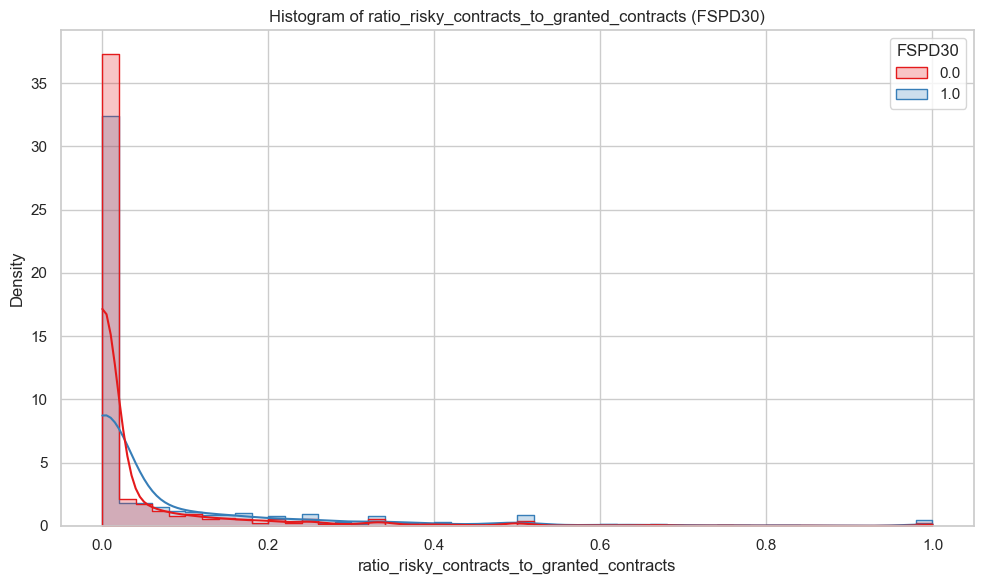 Histogram of ratio_risky_contracts_to_granted_contracts (FSPD30)
FSPD30
0.0
1.0
35
30
25
20
15
10
5
0
Density
0.0 0.2 0.4 0.6 0.8 1.0
ratio_risky_contracts_to_granted_contracts